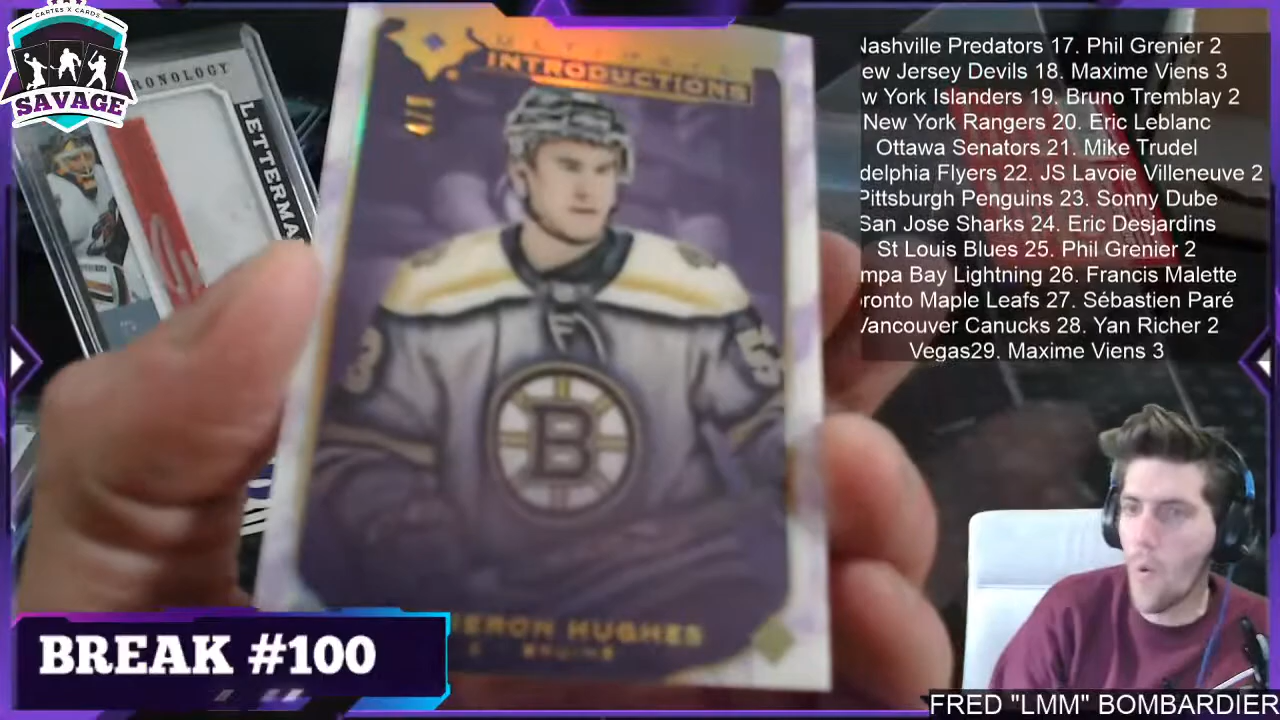 CARTES X CARDS
SAVAGE
RONOLOGY
LETTERMA
ULTIMATE
INTRODUCTIONS
ERON HUGHES
BRUINS
BREAK #100
Nashville Predators 17. Phil Grenier 2
ew Jersey Devils 18. Maxime Viens 3
w York Islanders 19. Bruno Tremblay 2
New York Rangers 20. Eric Leblanc
Ottawa Senators 21. Mike Trudel
delphia Flyers 22. JS Lavoie Villeneuve 2
Pittsburgh Penguins 23. Sonny Dube
San Jose Sharks 24. Eric Desjardins
St Louis Blues 25. Phil Grenier 2
mpa Bay Lightning 26. Francis Malette
oronto Maple Leafs 27. Sébastien Paré
Vancouver Canucks 28. Yan Richer 2
Vegas29. Maxime Viens 3
FRED "LMM" BOMBARDIER